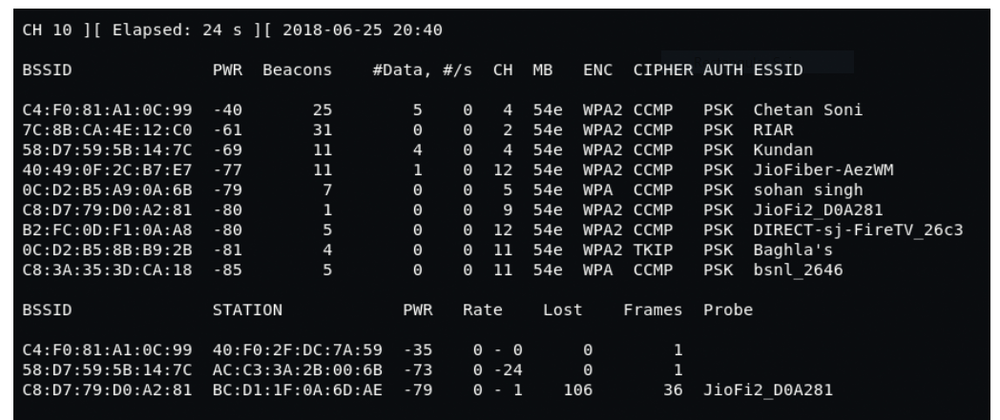 CH 10 ][ Elapsed: 24 s ][ 2018-06-25 20:40
BSSID PWR Beacons #Data, #/s CH MB ENC CIPHER AUTH ESSID
C4:F0:81:A1:0C:99 -40 25 5 0 4 54e WPA2 CCMP PSK Chetan Soni
7C:8B:CA:4E:12:C0 -61 31 0 0 2 54e WPA2 CCMP PSK RIAR
58:D7:59:5B:14:7C -69 11 4 0 4 54e WPA2 CCMP PSK Kundan
40:49:0F:2C:B7:E7 -77 11 1 0 12 54e WPA2 CCMP PSK JioFiber-AezWM
0C:D2:B5:A9:0A:6B -79 7 0 0 5 54e WPA CCMP PSK sohan singh
C8:D7:79:D0:A2:81 -80 1 0 0 9 54e WPA2 CCMP PSK JioFi2_D0A281
B2:FC:0D:F1:0A:A8 -80 5 0 0 12 54e WPA2 CCMP PSK DIRECT-sj-FireTV_26c3
0C:D2:B5:8B:B9:2B -81 4 0 0 11 54e WPA2 TKIP PSK Baghla's
C8:3A:35:3D:CA:18 -85 5 0 0 11 54e WPA CCMP PSK bsnl_2646
BSSID STATION PWR Rate Lost Frames Probe
C4:F0:81:A1:0C:99 40:F0:2F:DC:7A:59 -35 0 - 0 0 1
58:D7:59:5B:14:7C AC:C3:3A:2B:00:6B -73 0 -24 0 1
C8:D7:79:D0:A2:81 BC:D1:1F:0A:6D:AE -79 0 - 1 106 36 JioFi2_D0A281